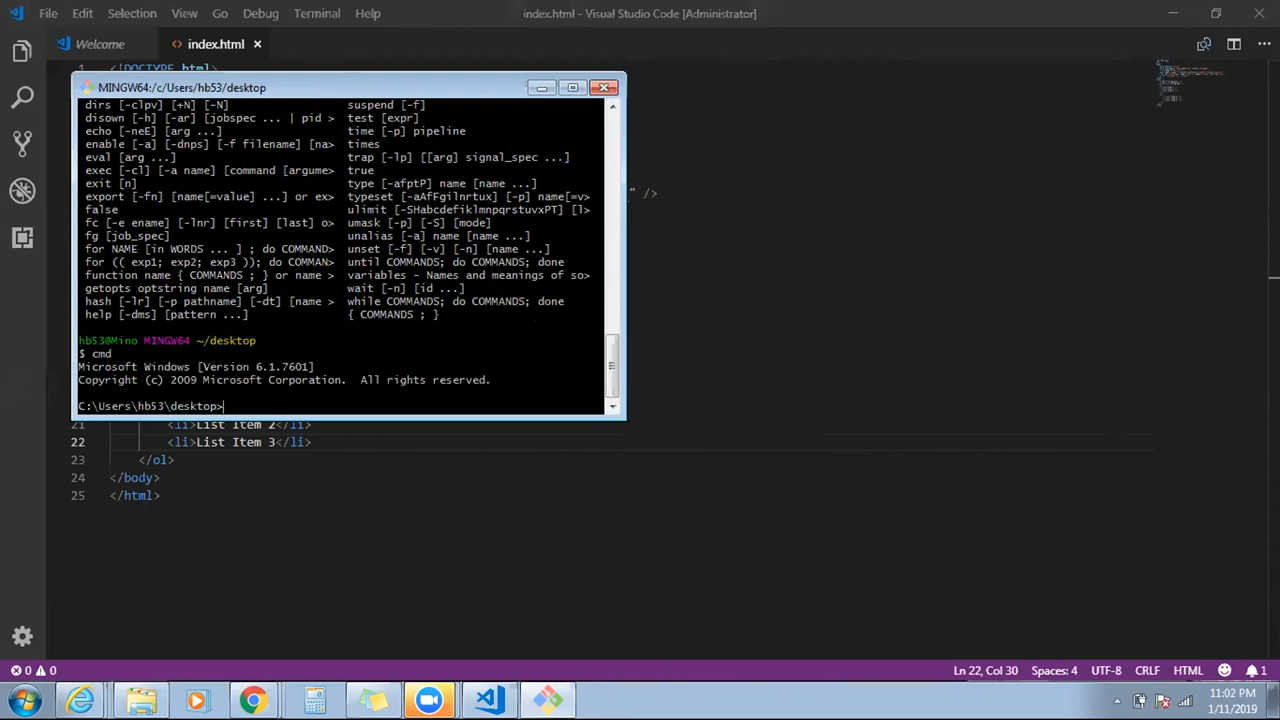 File Edit Selection View Go Debug Terminal Help
index.html - Visual Studio Code [Administrator]
Welcome
index.html
1 <!DOCTYPE html>
MINGW64:/c/Users/hb53/desktop
dirs [-clpv] [+N] [-N] suspend [-f]
disown [-h] [-ar] [jobspec ... | pid > test [expr]
echo [-neE] [arg ...] time [-p] pipeline
enable [-a] [-dnps] [-f filename] [na> times
eval [arg ...] trap [-lp] [[arg] signal_spec ...]
exec [-cl] [-a name] [command [argume> true
exit [n] type [-afptP] name [name ...]
export [-fn] [name[=value] ...] or ex> typeset [-aAfFgilnrtux] [-p] name[=v>
false ulimit [-SHabcdefiklmnpqrstuvxPT] [l>
fc [-e ename] [-lnr] [first] [last] o> umask [-p] [-S] [mode]
fg [job_spec] unalias [-a] name [name ...]
for NAME [in WORDS ... ] ; do COMMAND> unset [-f] [-v] [-n] [name ...]
for (( exp1; exp2; exp3 )); do COMMAN> until COMMANDS; do COMMANDS; done
function name { COMMANDS ; } or name > variables - Names and meanings of so>
getopts optstring name [arg] wait [-n] [id ...]
hash [-lr] [-p pathname] [-dt] [name > while COMMANDS; do COMMANDS; done
help [-dms] [pattern ...] { COMMANDS ; }
" />
hb53@Mino MINGW64 ~/desktop
$ cmd
Microsoft Windows [Version 6.1.7601]
Copyright (c) 2009 Microsoft Corporation. All rights reserved.
C:\Users\hb53\desktop>
21 <li>List Item 2</li>
22 <li>List Item 3</li>
23 </ol>
24 </body>
25 </html>
0 0 Ln 22, Col 30 Spaces: 4 UTF-8 CRLF HTML 1
11:02 PM
1/11/2019